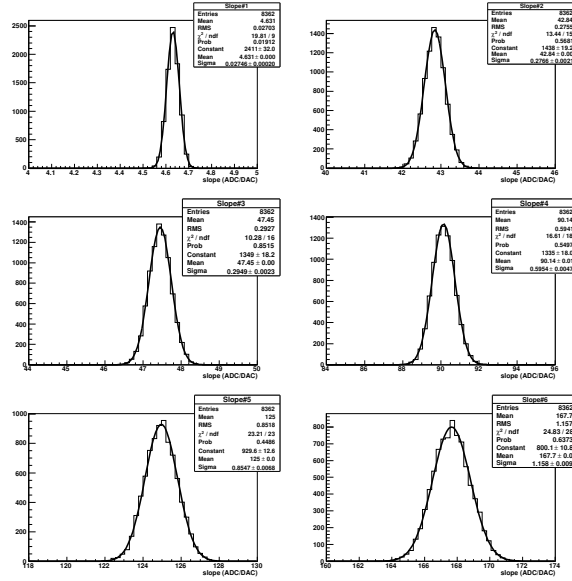 Slope#1
Entries 8362
Mean 4.631
RMS 0.02703
χ² / ndf 19.81 / 9
Prob 0.01912
Constant 2411 ± 32.0
Mean 4.631 ± 0.000
Sigma 0.02746 ± 0.00020
2500
2000
1500
1000
500
0
4 4.1 4.2 4.3 4.4 4.5 4.6 4.7 4.8 4.9 5
slope (ADC/DAC)
Slope#2
Entries 8362
Mean 42.84
RMS 0.2755
χ² / ndf 13.44 / 15
Prob 0.5681
Constant 1438 ± 19.2
Mean 42.84 ± 0.00
Sigma 0.2766 ± 0.0021
1400
1200
1000
800
600
400
200
0
40 41 42 43 44 45 46
slope (ADC/DAC)
Slope#3
Entries 8362
Mean 47.45
RMS 0.2927
χ² / ndf 10.28 / 16
Prob 0.8515
Constant 1349 ± 18.2
Mean 47.45 ± 0.00
Sigma 0.2949 ± 0.0023
1400
1200
1000
800
600
400
200
0
44 45 46 47 48 49 50
slope (ADC/DAC)
Slope#4
Entries 8362
Mean 90.14
RMS 0.5941
χ² / ndf 16.61 / 18
Prob 0.5497
Constant 1335 ± 18.0
Mean 90.14 ± 0.01
Sigma 0.5954 ± 0.0047
1400
1200
1000
800
600
400
200
0
84 86 88 90 92 94 96
slope (ADC/DAC)
Slope#5
Entries 8362
Mean 125
RMS 0.8518
χ² / ndf 23.21 / 23
Prob 0.4486
Constant 929.6 ± 12.6
Mean 125 ± 0.0
Sigma 0.8547 ± 0.0068
1000
800
600
400
200
0
118 120 122 124 126 128 130
slope (ADC/DAC)
Slope#6
Entries 8362
Mean 167.7
RMS 1.157
χ² / ndf 24.83 / 28
Prob 0.6373
Constant 800.1 ± 10.8
Mean 167.7 ± 0.0
Sigma 1.158 ± 0.009
800
700
600
500
400
300
200
100
0
160 162 164 166 168 170 172 174
slope (ADC/DAC)